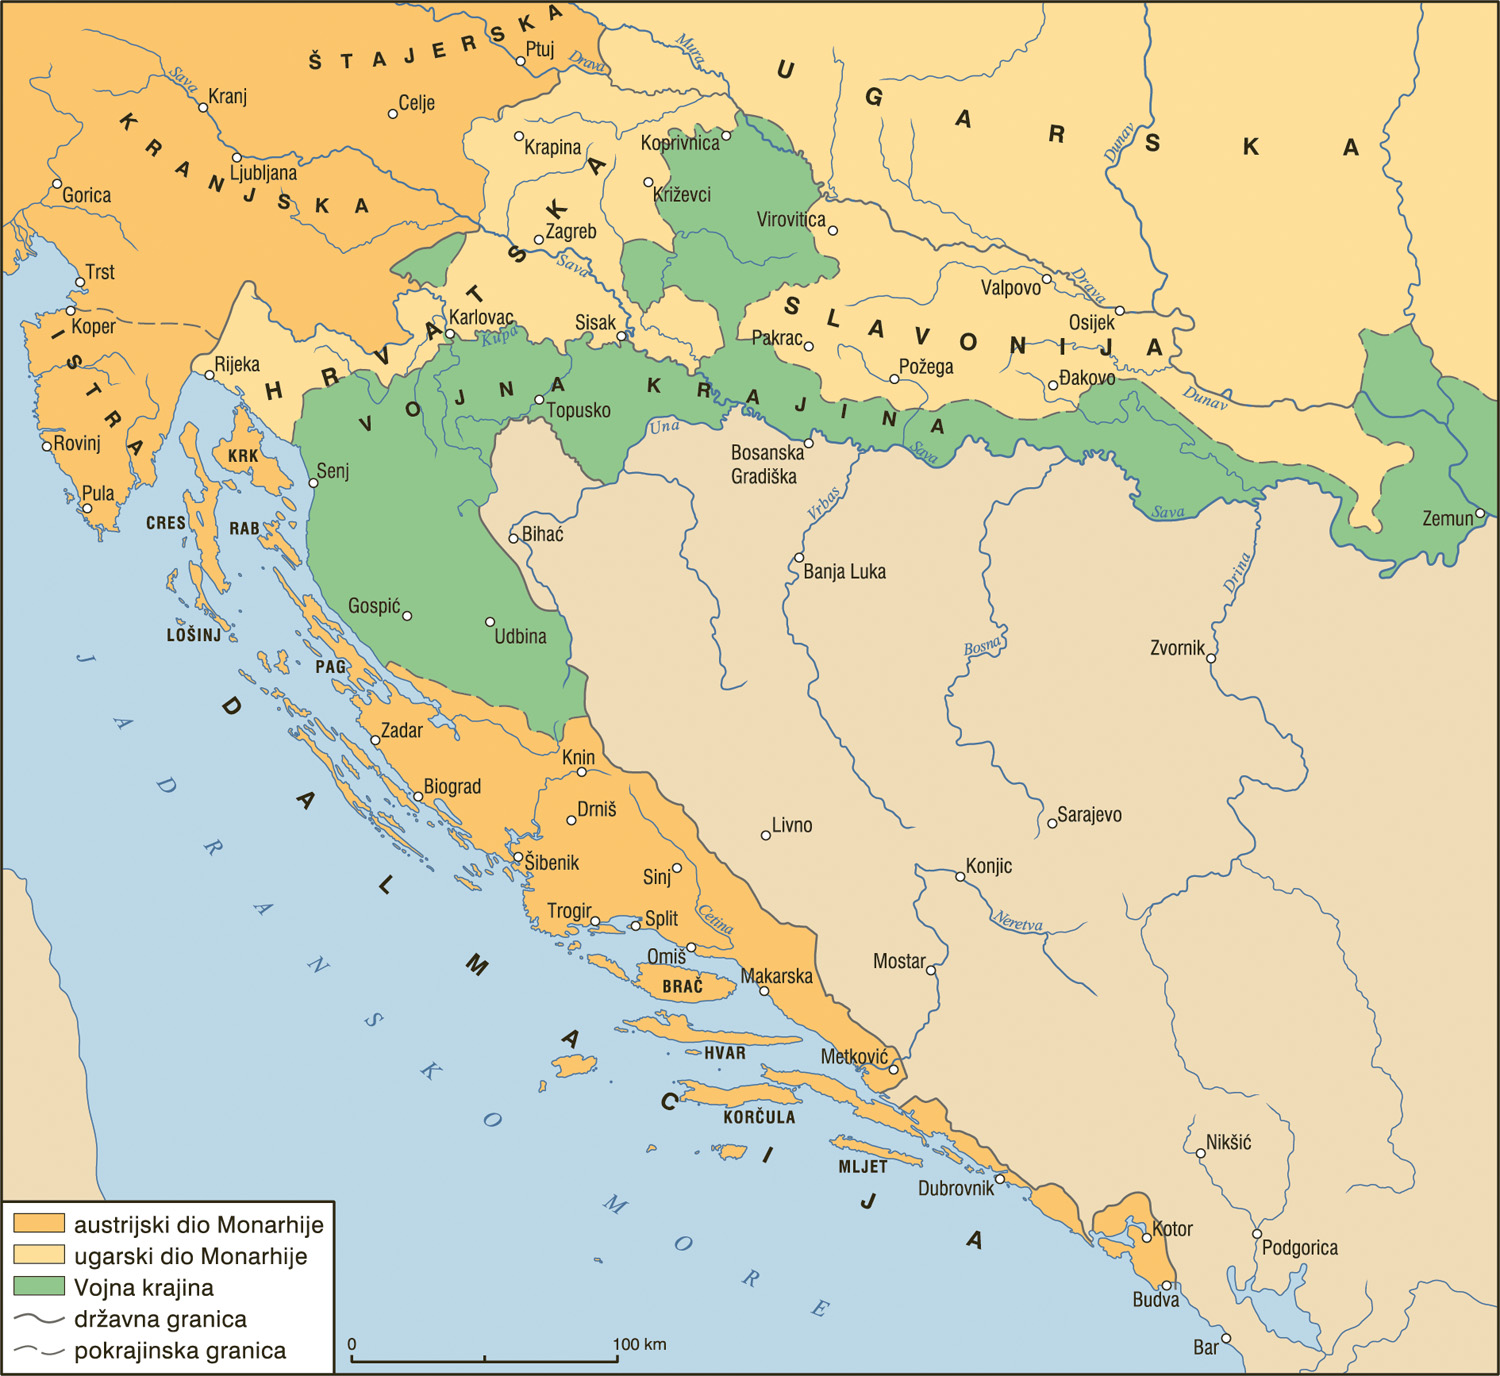 ŠTAJERSKA
Ptuj
Drava
Mura
UGARSKA
Sava
Kranj
Celje
KRANJSKA
Ljubljana
Gorica
Krapina
Koprivnica
Križevci
Dunav
HRVATSKA
Zagreb
Sava
Virovitica
Trst
Koper
Valpovo
Drava
Osijek
SLAVONIJA
Karlovac
Kupa
Sisak
Pakrac
Požega
Đakovo
Dunav
Rijeka
ISTRA
VOJNA KRAJINA
Topusko
Una
Bosanska
Gradiška
Sava
Rovinj
KRK
Senj
Pula
CRES
RAB
Bihać
Vrbas
Sava
Zemun
Banja Luka
Drina
Gospić
Udbina
LOŠINJ
PAG
Bosna
Zvornik
JADRANSKO MORE
DALMACIJA
Zadar
Knin
Biograd
Drniš
Livno
Sarajevo
Šibenik
Sinj
Konjic
Trogir
Split
Cetina
Neretva
Omiš
Mostar
BRAČ
Makarska
HVAR
Metković
KORČULA
MLJET
Dubrovnik
Nikšić
Kotor
Podgorica
Budva
Bar
austrijski dio Monarhije
ugarski dio Monarhije
Vojna krajina
državna granica
pokrajinska granica
0 100 km